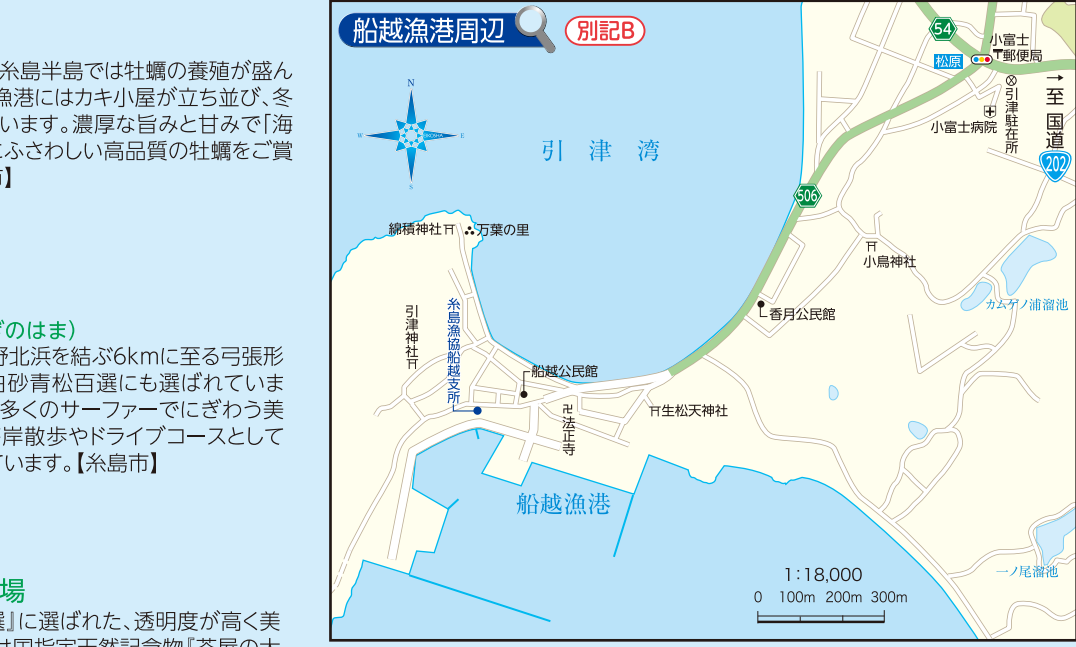 糸島半島では牡蠣の養殖が盛ん
漁港にはカキ小屋が立ち並び、冬
います。濃厚な旨みと甘みで「海
ふさわしい高品質の牡蠣をご賞
市】
のはま）
野北浜を結ぶ6kmに至る弓張形
白砂青松百選にも選ばれていま
多くのサーファーでにぎわう美
岸散歩やドライブコースとして
ています。【糸島市】
場
選』に選ばれた、透明度が高く美
船越漁港周辺
別記B
N
W
E
S
引津湾
54
小富士
郵便局
松原
引津駐在所
→至 国道
202
小富士病院
506
綿積神社
万葉の里
小鳥神社
カムゲノ浦溜池
香月公民館
引津神社
糸島漁協船越支所
船越公民館
生松天神社
卍法正寺
船越漁港
一ノ尾溜池
1：18,000
0 100m 200m 300m